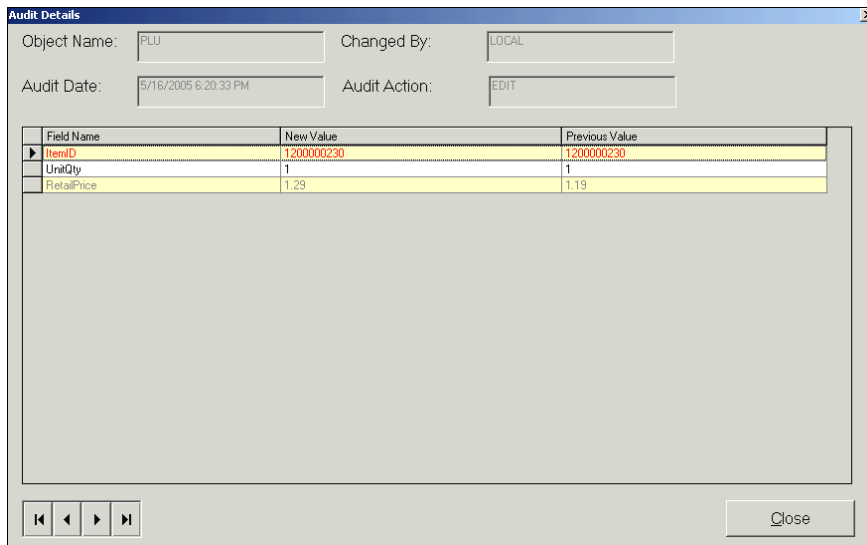 Audit Details
Object Name: PLU Changed By: LOCAL
Audit Date: 5/16/2005 6:20:33 PM Audit Action: EDIT
Field Name New Value Previous Value
ItemID 1200000230 1200000230
UnitQty 1 1
RetailPrice 1.29 1.19
Close